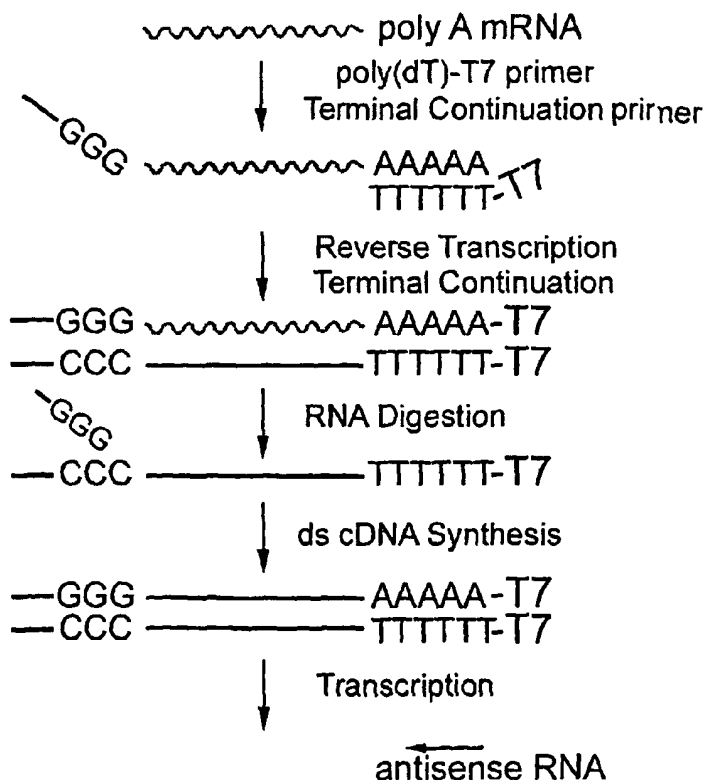 poly A mRNA
poly(dT)-T7 primer
Terminal Continuation primer
-GGG
AAAAA
TTTTTT-T7
Reverse Transcription
Terminal Continuation
-GGG AAAAA-T7
-CCC TTTTTT-T7
-GGG
RNA Digestion
-CCC TTTTTT-T7
ds cDNA Synthesis
-GGG AAAAA-T7
-CCC TTTTTT-T7
Transcription
antisense RNA